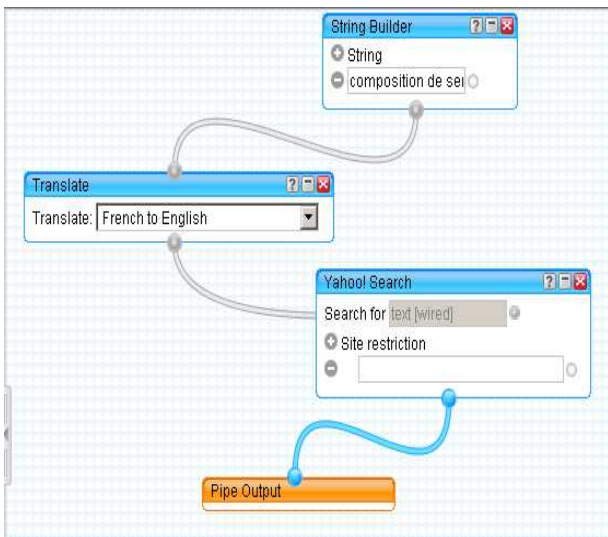 String Builder
String
composition de sei
Translate
Translate: French to English
Yahoo! Search
Search for text [wired]
Site restriction
Pipe Output